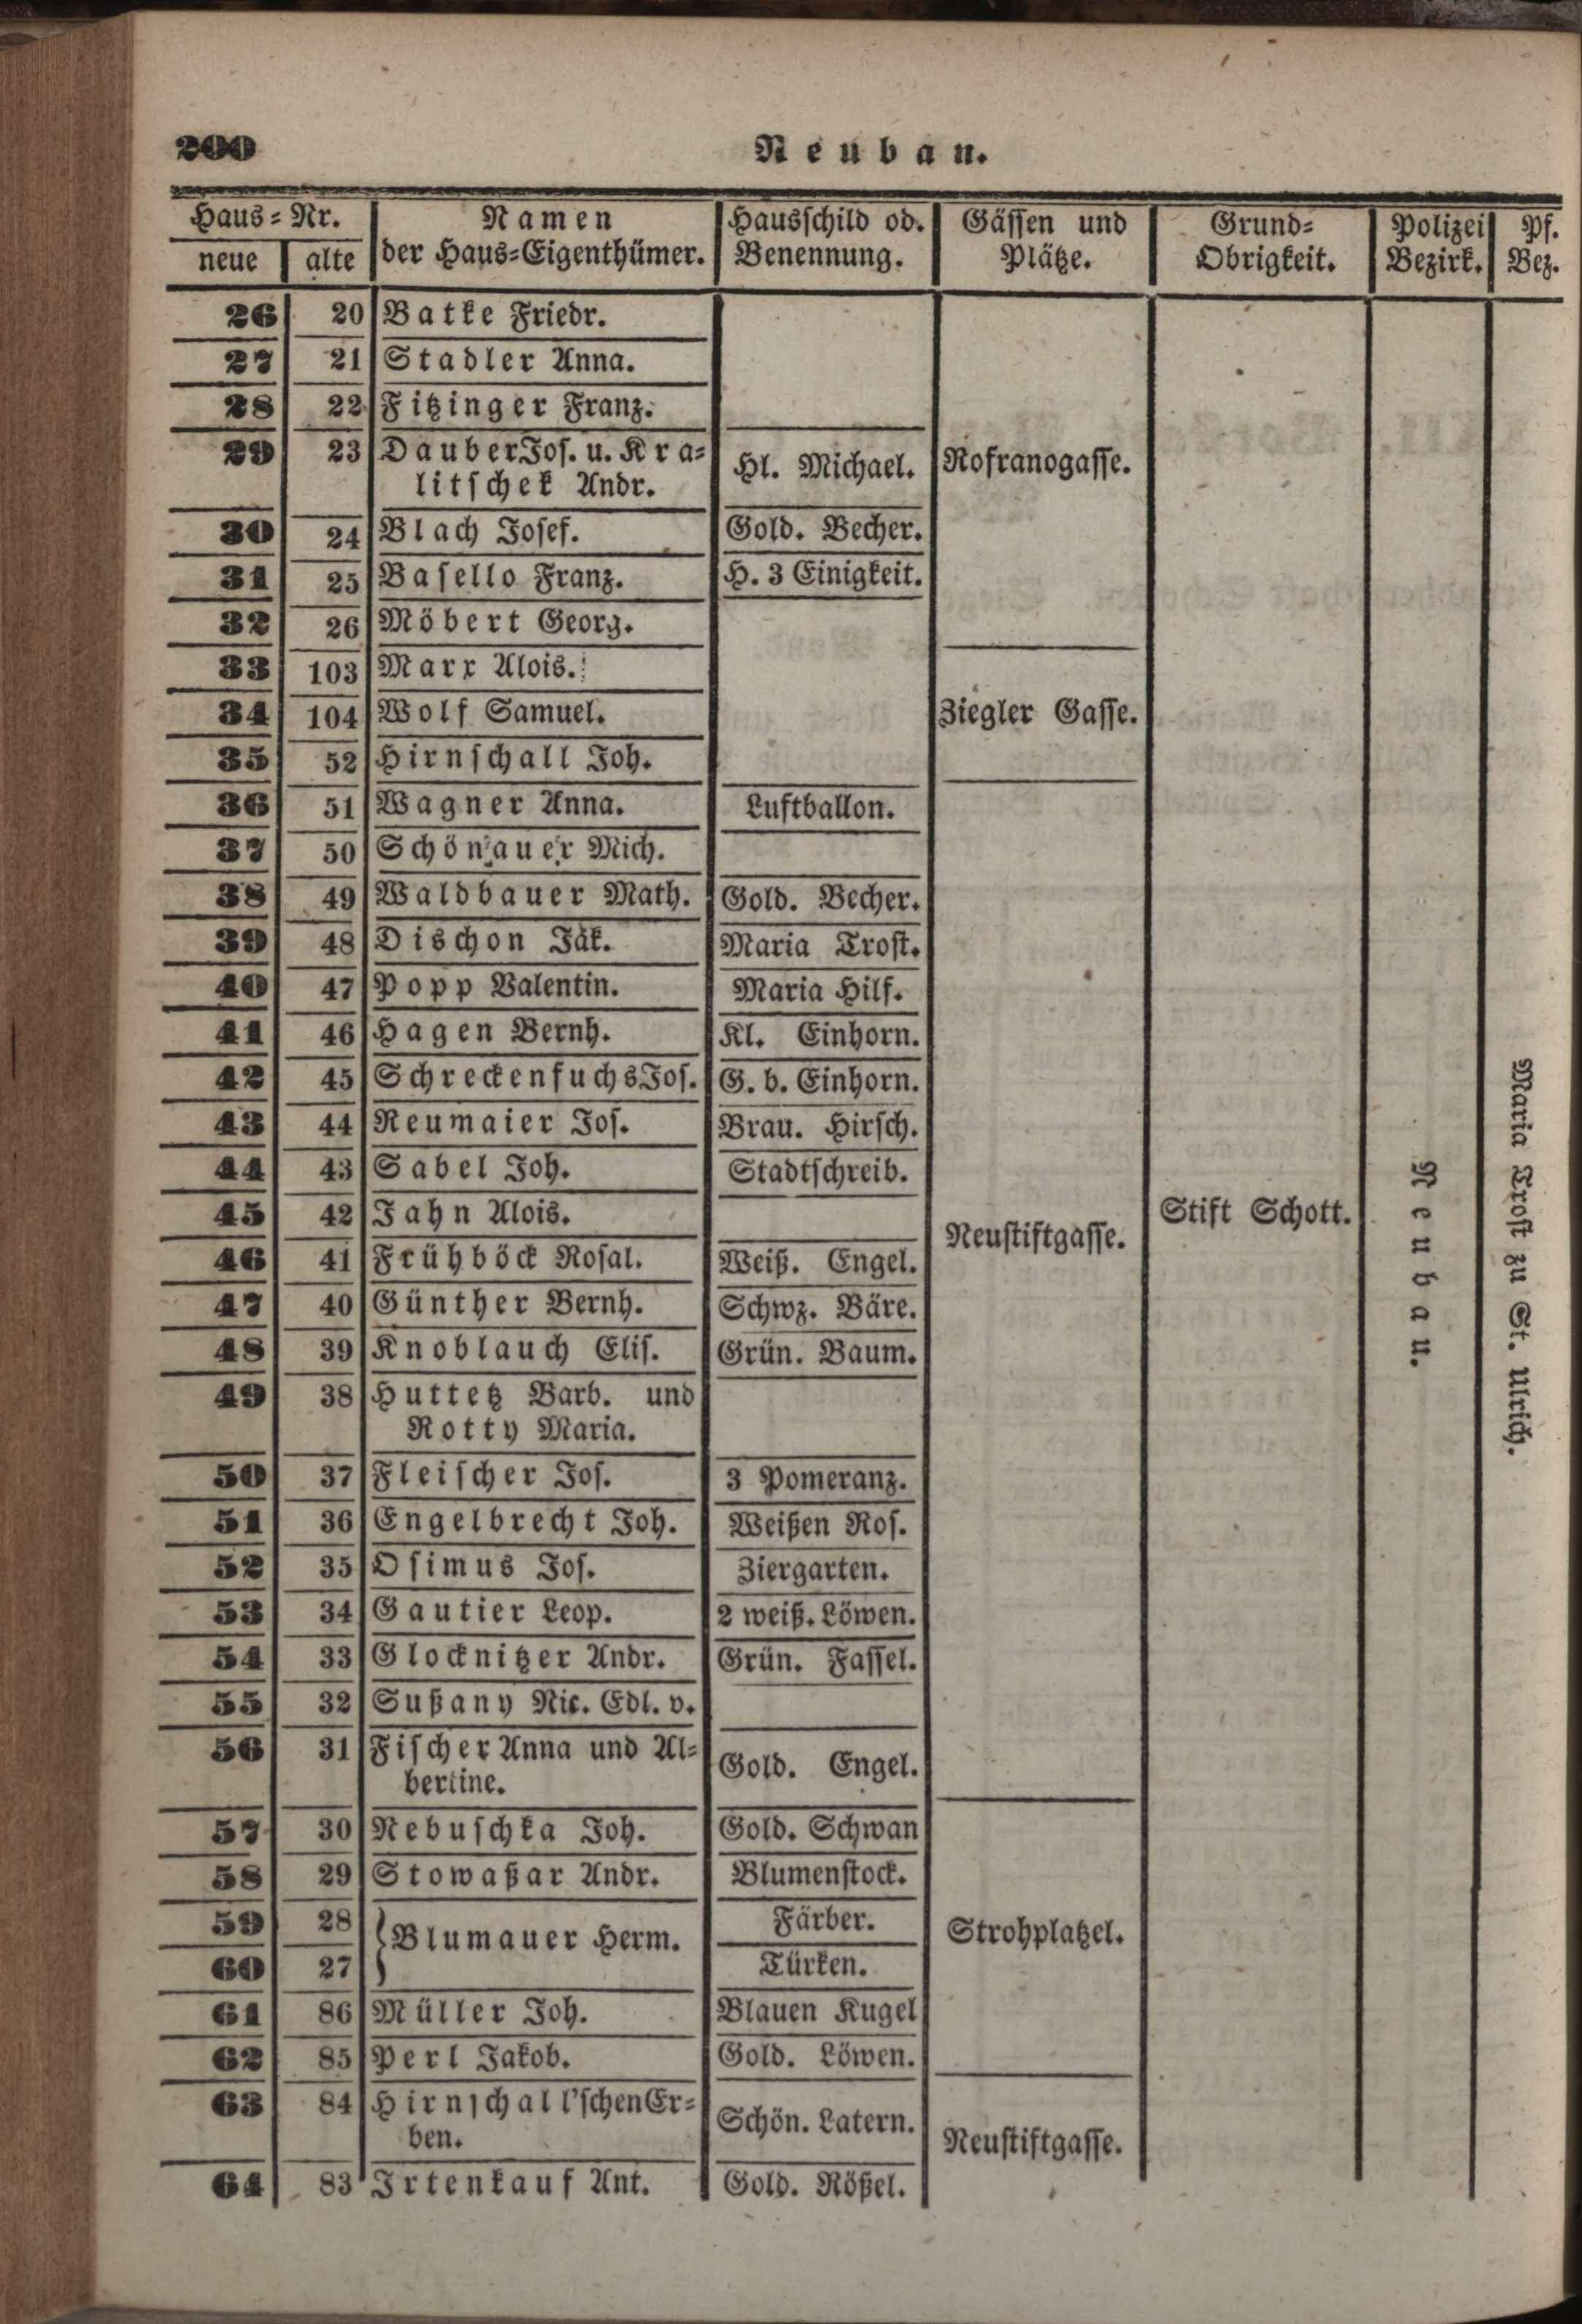 200 Neubau.
Haus-Nr. Namen Hausschild od. Gässen und Grund- Polizei Pf.
neue alte der Haus-Eigenthümer. Benennung. Plätze. Obrigkeit. Bezirk. Bez.
26 20 Batke Friedr.
27 21 Stadler Anna.
28 22 Fitzinger Franz.
29 23 Dauber Jos. u. Kra- Hl. Michael. Rofranogasse.
litschek Andr.
30 24 Blach Josef. Gold. Becher.
31 25 Basello Franz. H. 3 Einigkeit.
32 26 Möbert Georg.
33 103 Marx Alois.
34 104 Wolf Samuel. Ziegler Gasse.
35 52 Hirnschall Joh.
36 51 Wagner Anna. Luftballon.
37 50 Schönauer Mich.
38 49 Waldbauer Math. Gold. Becher.
39 48 Dischon Jak. Maria Trost.
40 47 Popp Valentin. Maria Hilf.
41 46 Hagen Bernh. Kl. Einhorn.
42 45 Schreckenfuchs Jos. G. b. Einhorn.
43 44 Neumaier Jos. Brau. Hirsch.
44 43 Sabel Joh. Stadtschreib.
45 42 Jahn Alois. Neustiftgasse. Stift Schott. Neubau. Maria Trost zu St. Ulrich.
46 41 Frühböck Rosal. Weiß. Engel.
47 40 Günther Bernh. Schwz. Bäre.
48 39 Knoblauch Elis. Grün. Baum.
49 38 Huttetz Barb. und
Rotty Maria.
50 37 Fleischer Jos. 3 Pomeranz.
51 36 Engelbrecht Joh. Weißen Ros.
52 35 Osimus Jos. Ziergarten.
53 34 Gautier Leop. 2 weiß. Löwen.
54 33 Glocknitzer Andr. Grün. Fassel.
55 32 Sußany Nic. Edl. v.
56 31 Fischer Anna und Al- Gold. Engel.
bertine.
57 30 Nebuschka Joh. Gold. Schwan
58 29 Stowaßar Andr. Blumenstock.
59 28 Blumauer Herm. Färber. Strohplatzel.
60 27 Türken.
61 86 Müller Joh. Blauen Kugel
62 85 Perl Jakob. Gold. Löwen.
63 84 Hirnschall'schen Er- Schön. Latern. Neustiftgasse.
ben.
64 83 Irtenkauf Ant. Gold. Rößel.